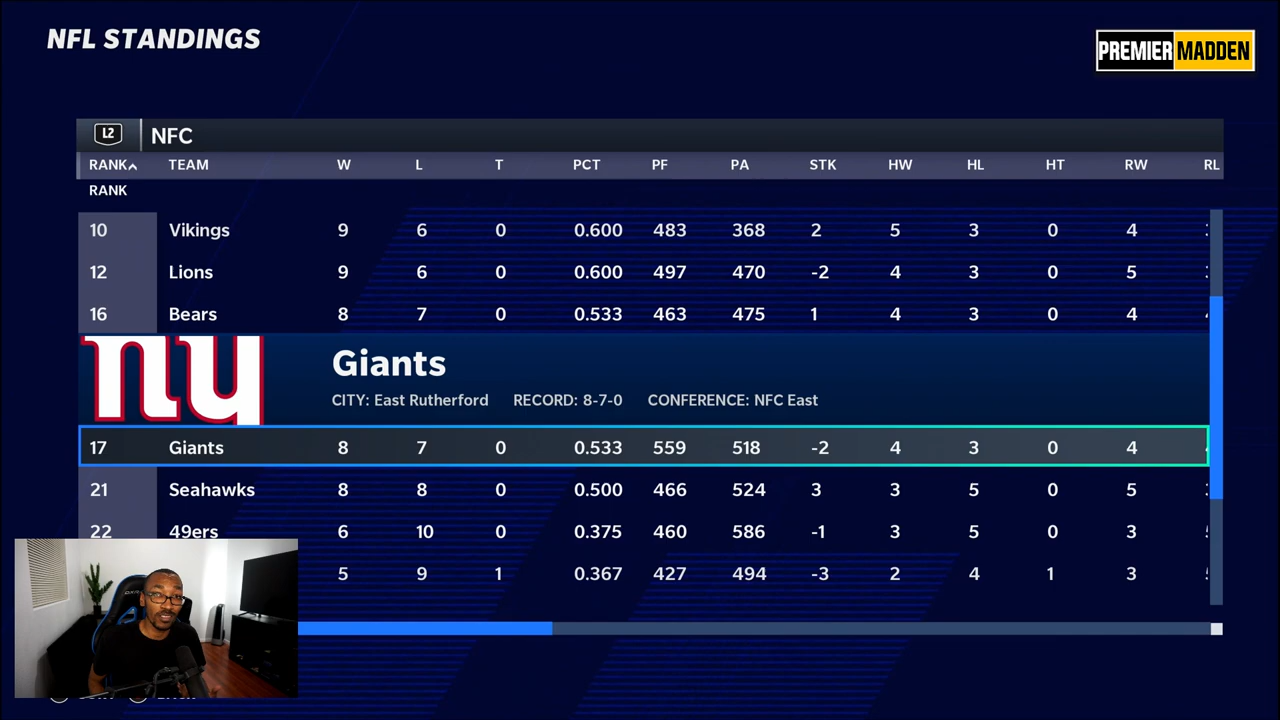 NFL STANDINGS
PREMIER MADDEN
L2 NFC
RANK TEAM W L T PCT PF PA STK HW HL HT RW RL
RANK
10 Vikings 9 6 0 0.600 483 368 2 5 3 0 4
12 Lions 9 6 0 0.600 497 470 -2 4 3 0 5
16 Bears 8 7 0 0.533 463 475 1 4 3 0 4
ny
Giants
CITY: East Rutherford RECORD: 8-7-0 CONFERENCE: NFC East
17 Giants 8 7 0 0.533 559 518 -2 4 3 0 4
21 Seahawks 8 8 0 0.500 466 524 3 3 5 0 5
22 49ers 6 10 0 0.375 460 586 -1 3 5 0 3
5 9 1 0.367 427 494 -3 2 4 1 3